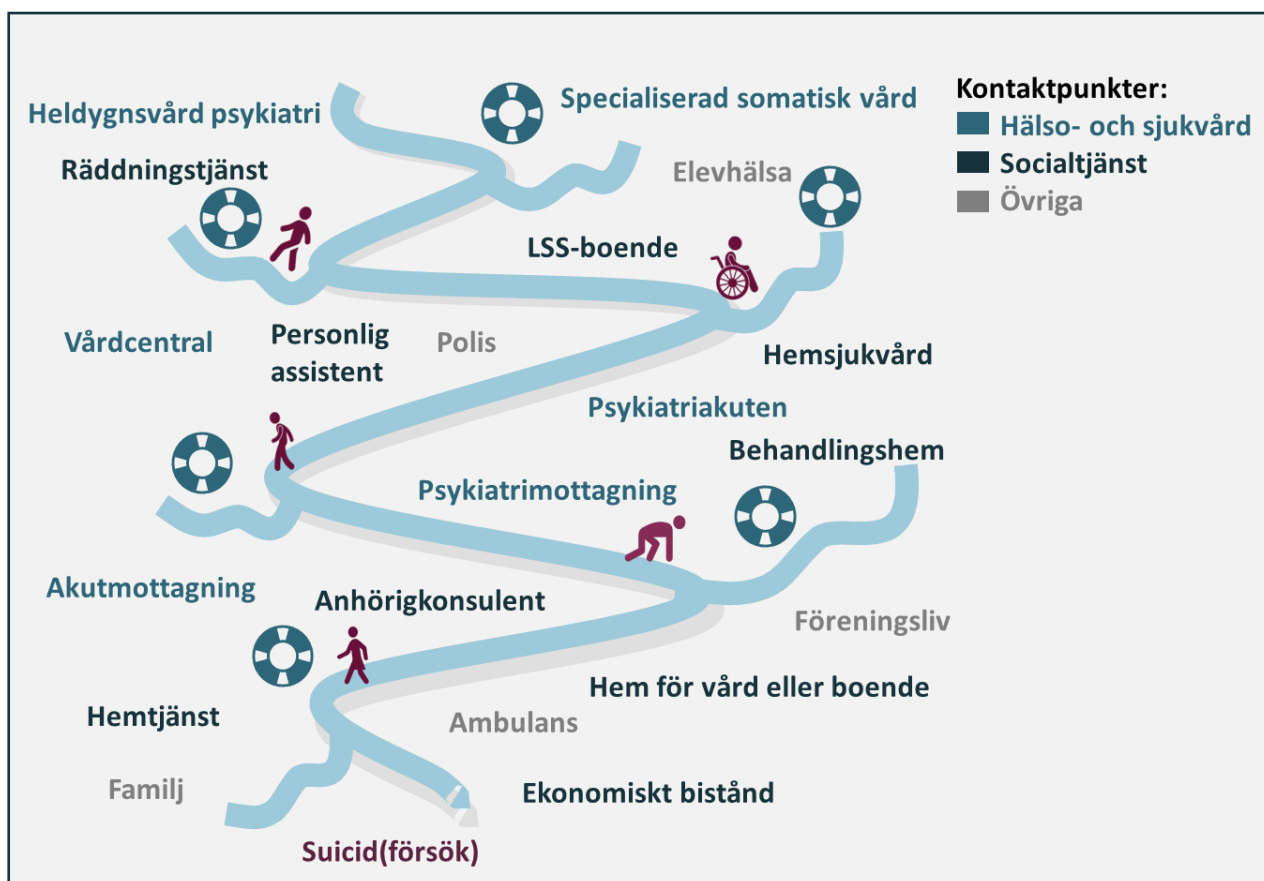 Kontaktpunkter:
Hälso- och sjukvård
Socialtjänst
Övriga
Heldygnsvård psykiatri
Specialiserad somatisk vård
Räddningstjänst
Elevhälsa
LSS-boende
Vårdcentral
Personlig
assistent
Polis
Hemsjukvård
Psykiatriakuten
Behandlingshem
Psykiatrimottagning
Akutmottagning
Anhörigkonsulent
Föreningsliv
Hem för vård eller boende
Hemtjänst
Ambulans
Familj
Ekonomiskt bistånd
Suicid(försök)